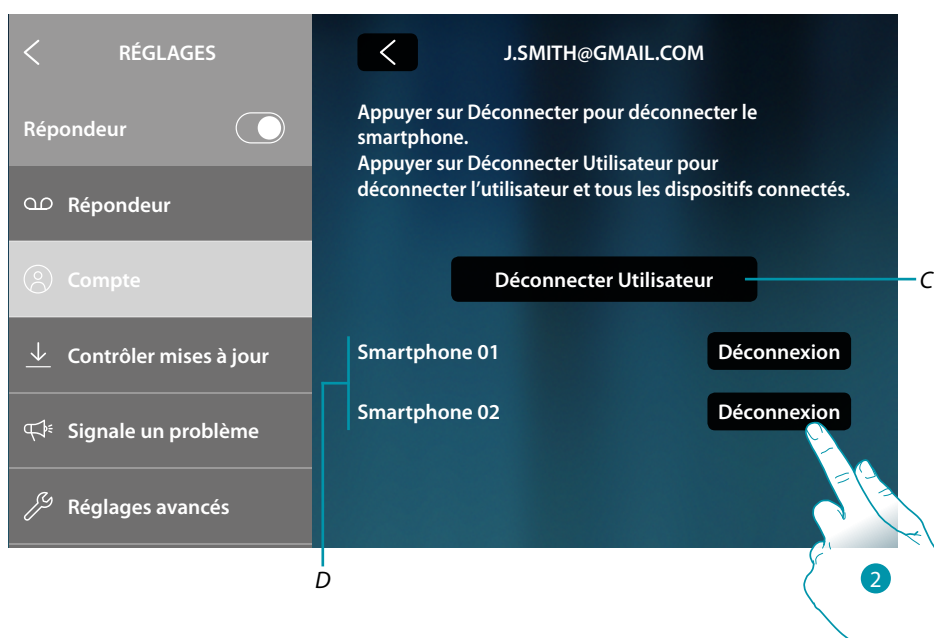 RÉGLAGES
Répondeur
Répondeur
Compte
Contrôler mises à jour
Signale un problème
Réglages avancés
J.SMITH@GMAIL.COM
Appuyer sur Déconnecter pour déconnecter le
smartphone.
Appuyer sur Déconnecter Utilisateur pour
déconnecter l'utilisateur et tous les dispositifs connectés.
Déconnecter Utilisateur
C
Smartphone 01
Déconnexion
Smartphone 02
Déconnexion
D
2